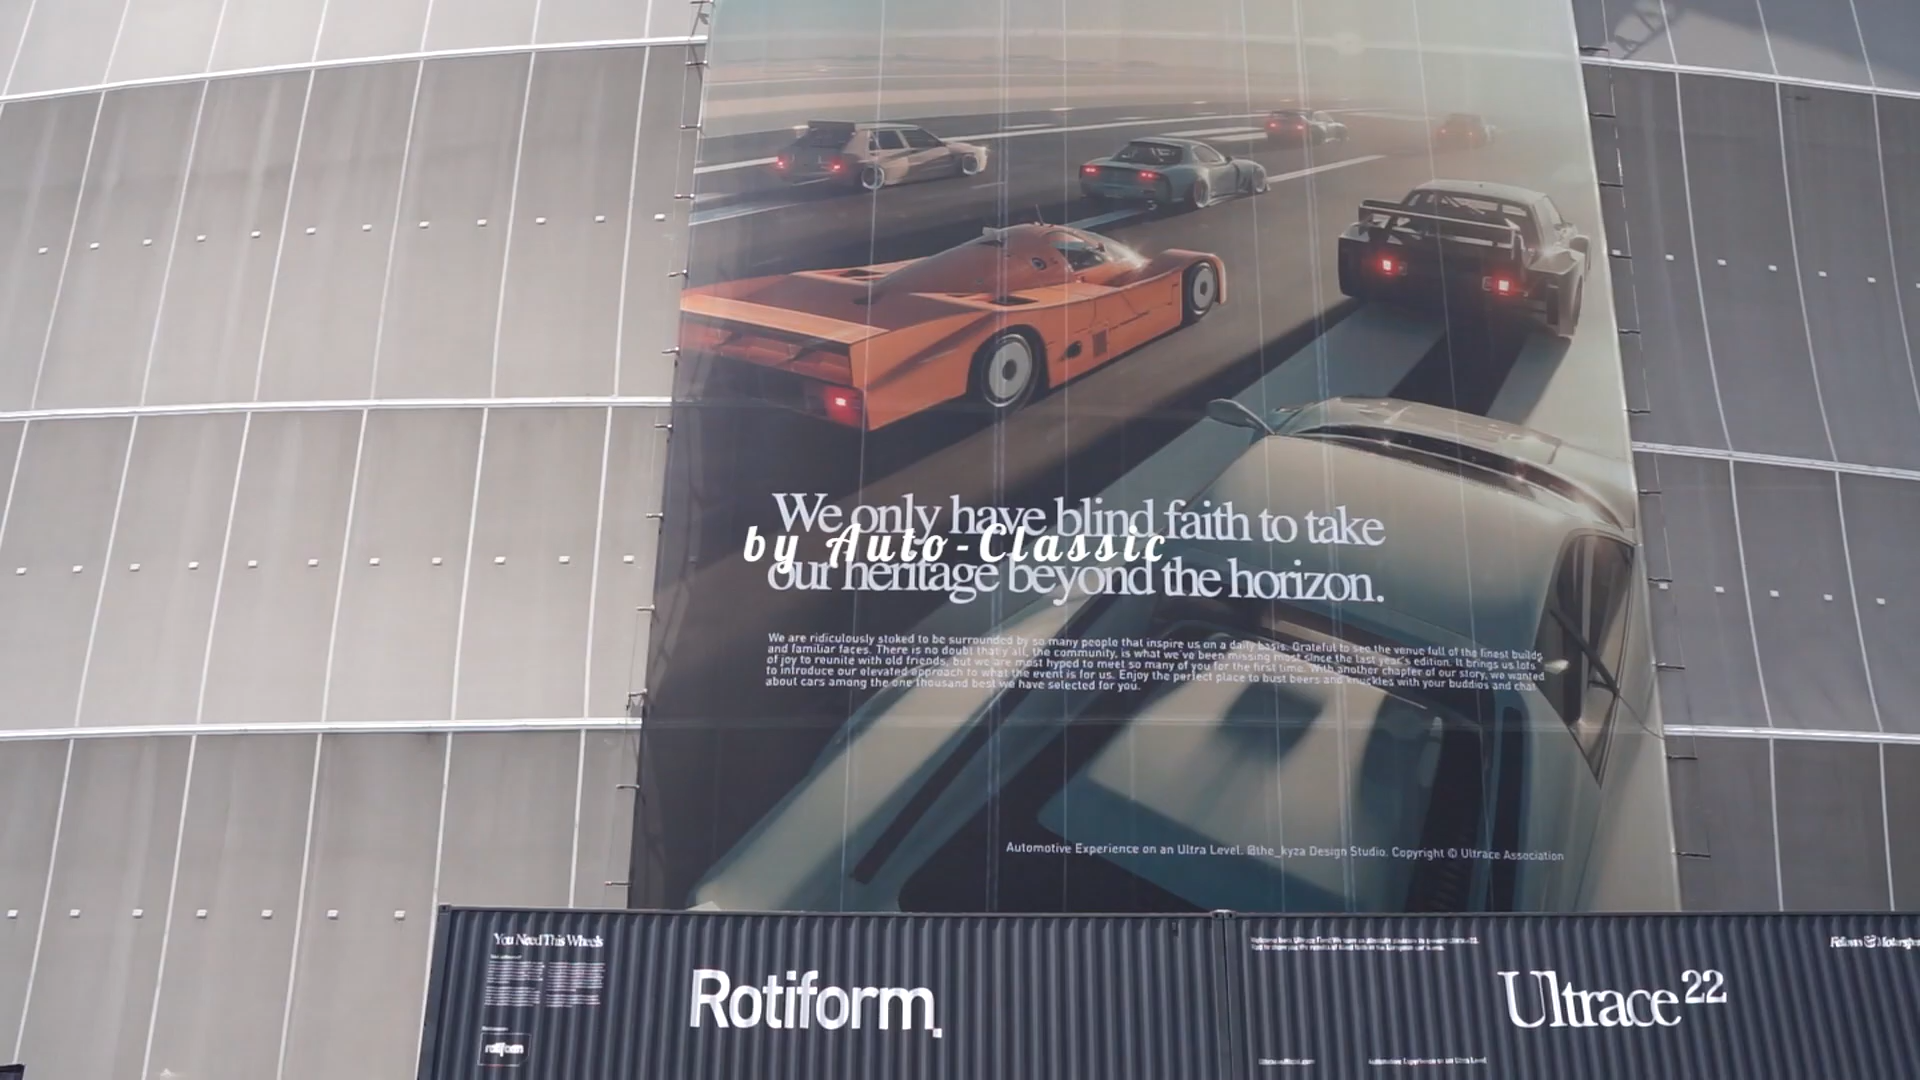 We only have blind faith to take
by Auto-Classic
our heritage beyond the horizon.
We are ridiculously stoked to be surrounded by so many people that inspire us on a daily basis. Grateful to see the venue full of the finest builds
and familiar faces. There is no doubt that y'all, the community, is what we've been missing most since the last year's edition. It brings us lots
of joy to reunite with old friends, but we are most hyped to meet so many of you for the first time. With another chapter of our story, we wanted
to introduce our elevated approach to what the event is for us. Enjoy the perfect place to bust beers and knuckles with your buddies and chat
about cars among the one thousand best we have selected for you.
Automotive Experience on an Ultra Level. @the_kyza Design Studio. Copyright © Ultrace Association
You Need This Wheels
Rotiform.
rotiform
Ultrace22
Automotive Experience on an Ultra Level